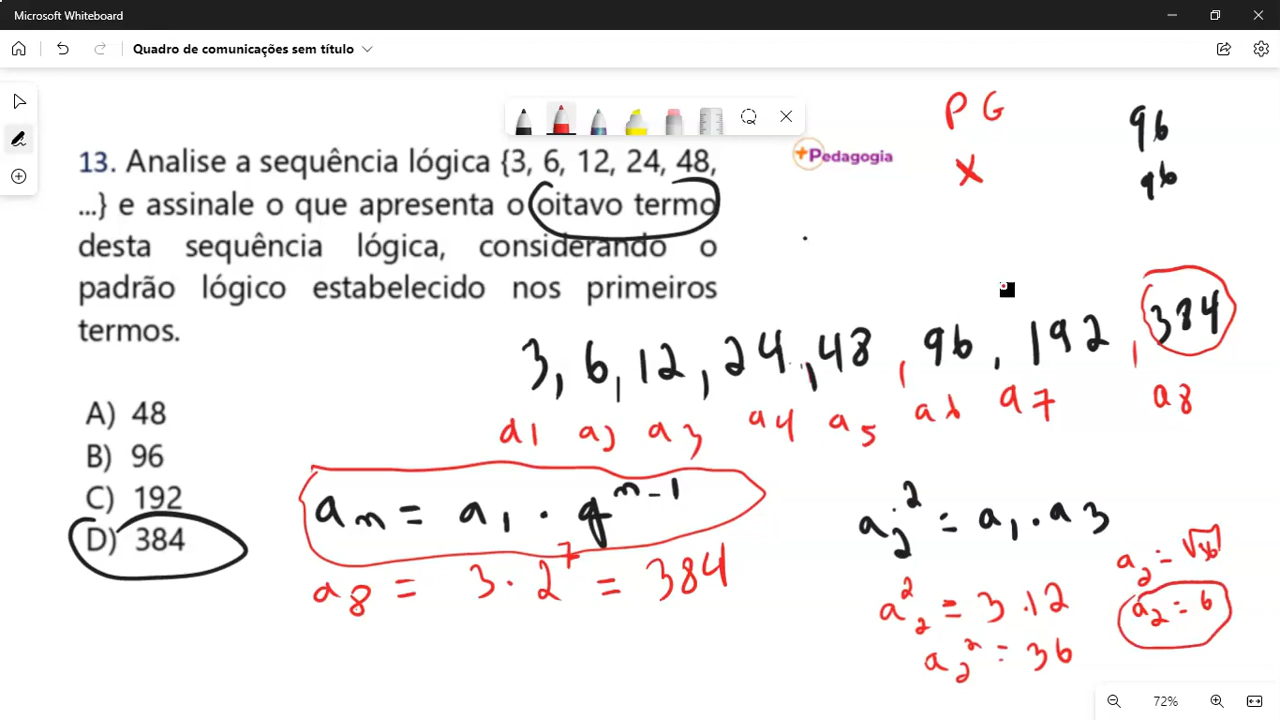 Microsoft Whiteboard
Quadro de comunicações sem título
PG
X
96
96
+Pedagogia
13. Analise a sequência lógica {3, 6, 12, 24, 48,
...} e assinale o que apresenta o oitavo termo
desta sequência lógica, considerando o
padrão lógico estabelecido nos primeiros
termos.
3, 6, 12, 24, 48, 96, 192, 384
a1 a2 a3 a4 a5 a6 a7 a8
A) 48
B) 96
C) 192
D) 384
an = a1 . q^n-1
a8 = 3 . 2^7 = 384
a2² = a1 . a3
a2² = 3 . 12
a2² = 36
a2 = √36
a2 = 6
72%